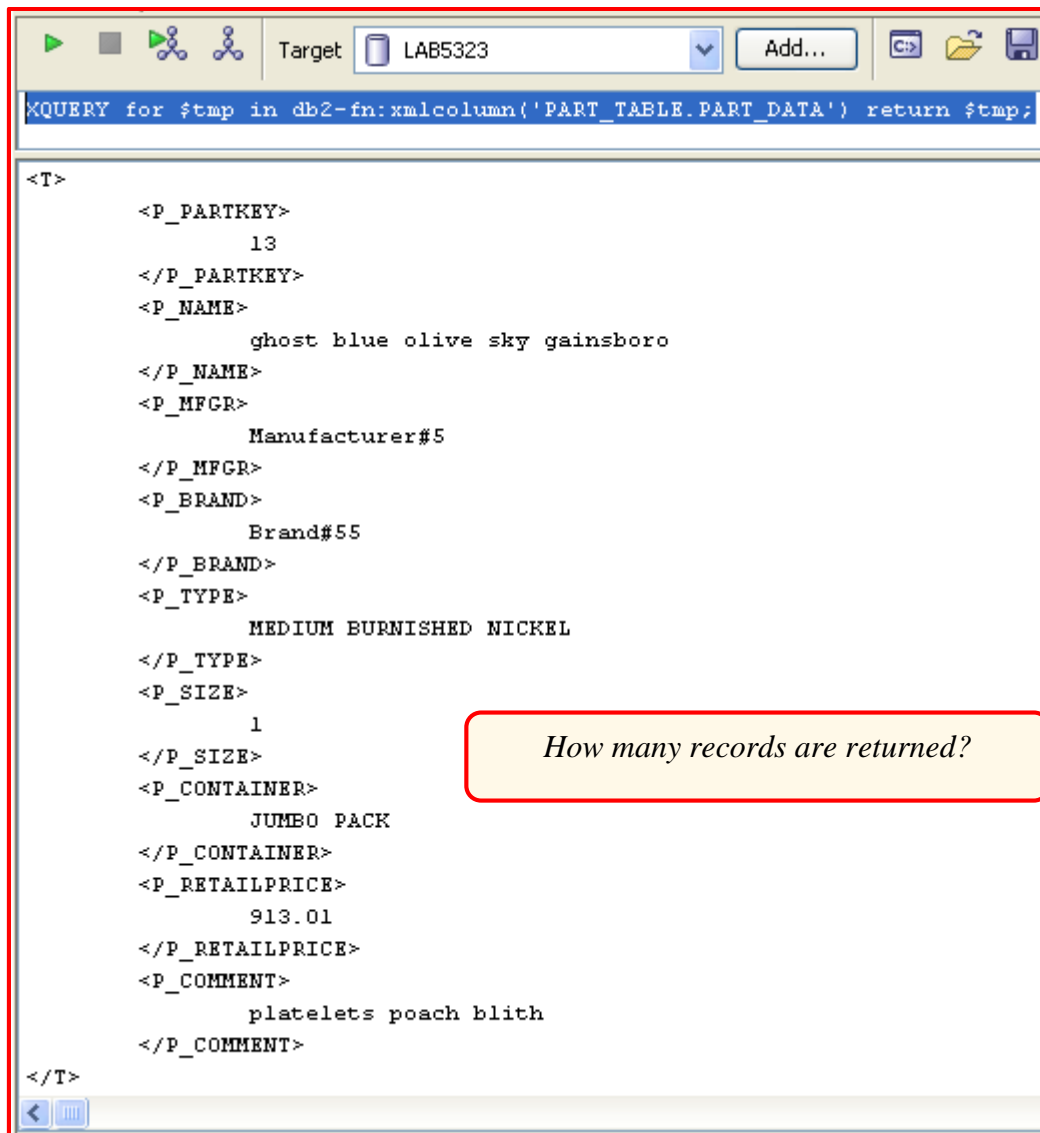 Target LAB5323 Add...
XQUERY for $tmp in db2-fn:xmlcolumn('PART_TABLE.PART_DATA') return $tmp;
<T>
<P_PARTKEY>
13
</P_PARTKEY>
<P_NAME>
ghost blue olive sky gainsboro
</P_NAME>
<P_MFGR>
Manufacturer#5
</P_MFGR>
<P_BRAND>
Brand#55
</P_BRAND>
<P_TYPE>
MEDIUM BURNISHED NICKEL
</P_TYPE>
<P_SIZE>
1
</P_SIZE>
How many records are returned?
<P_CONTAINER>
JUMBO PACK
</P_CONTAINER>
<P_RETAILPRICE>
913.01
</P_RETAILPRICE>
<P_COMMENT>
platelets poach blith
</P_COMMENT>
</T>